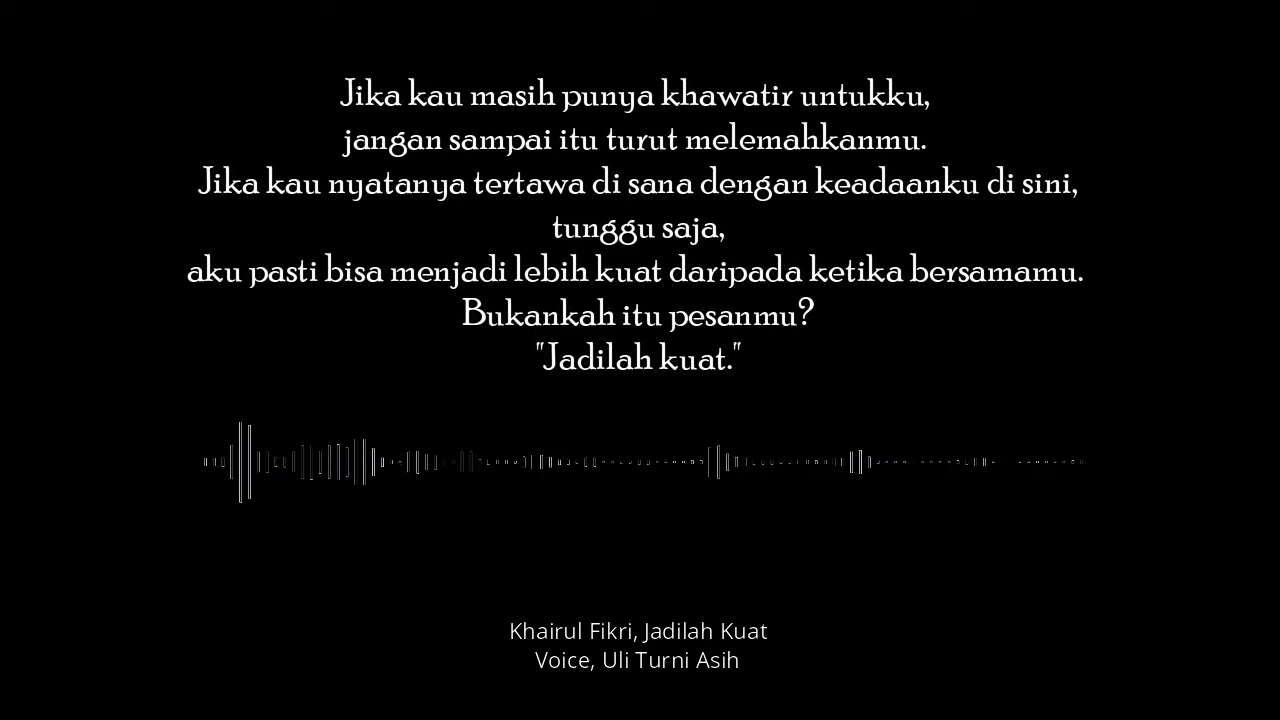 Jika kau masih punya khawatir untukku,
jangan sampai itu turut melemahkanmu.
Jika kau nyatanya tertawa di sana dengan keadaanku di sini,
tunggu saja,
aku pasti bisa menjadi lebih kuat daripada ketika bersamamu.
Bukankah itu pesanmu?
"Jadilah kuat."
Khairul Fikri, Jadilah Kuat
Voice, Uli Turni Asih